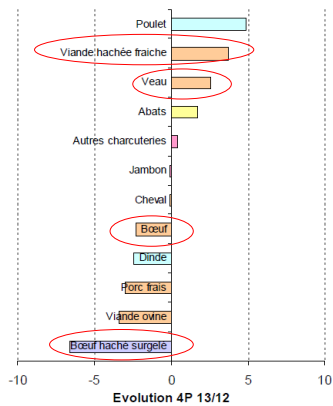 Poulet
Viande hachée fraiche
Veau
Abats
Autres charcuteries
Jambon
Cheval
Bœuf
Dinde
Porc frais
Viande ovine
Bœuf haché surgelé
-10 -5 0 5 10
Evolution 4P 13/12